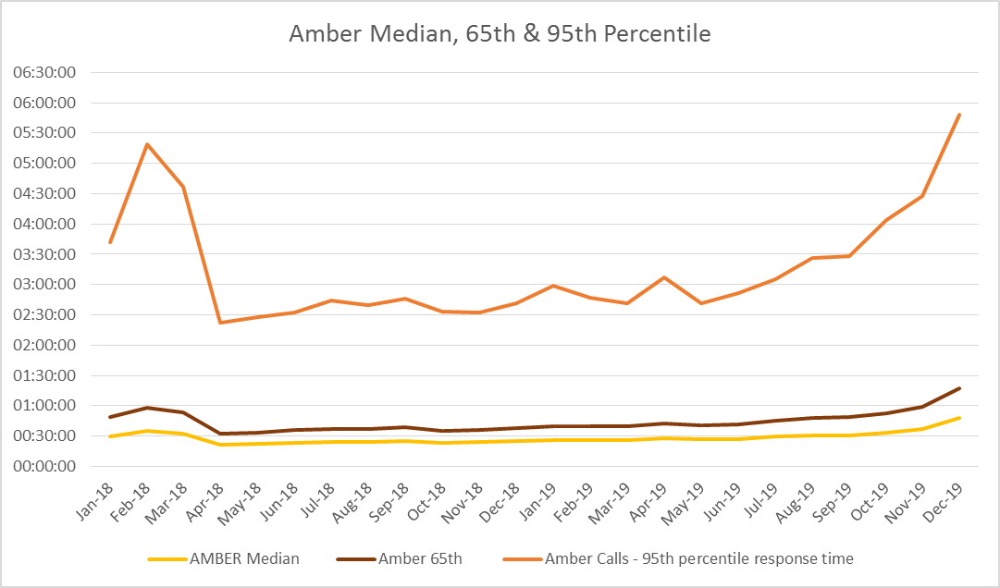 Amber Median, 65th & 95th Percentile
06:30:00
06:00:00
05:30:00
05:00:00
04:30:00
04:00:00
03:30:00
03:00:00
02:30:00
02:00:00
01:30:00
01:00:00
00:30:00
00:00:00
Jan-18
Feb-18
Mar-18
Apr-18
May-18
Jun-18
Jul-18
Aug-18
Sep-18
Oct-18
Nov-18
Dec-18
Jan-19
Feb-19
Mar-19
Apr-19
May-19
Jun-19
Jul-19
Aug-19
Sep-19
Oct-19
Nov-19
Dec-19
AMBER Median
Amber 65th
Amber Calls - 95th percentile response time